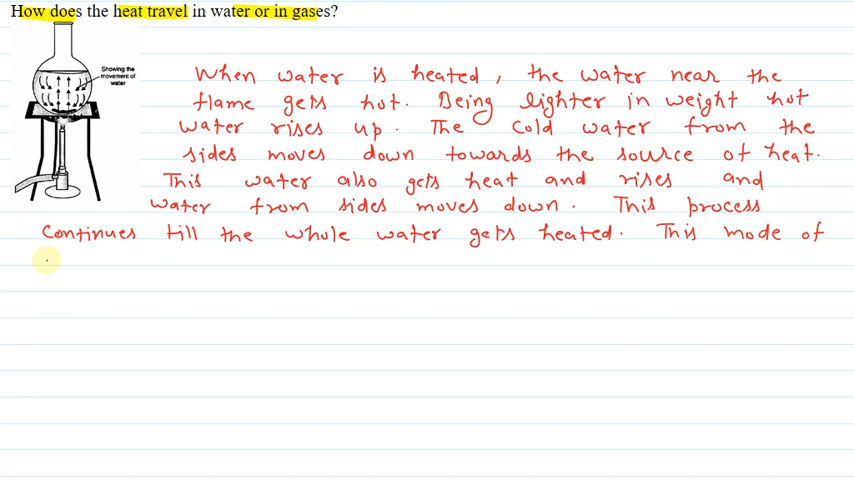 How does the heat travel in water or in gases?
Showing the
movement of
water
When water is heated, the water near the
flame gets hot. Being lighter in weight hot
water rises up. The cold water from the
sides moves down towards the source of heat.
This water also gets heat and rises and
water from sides moves down. This process
Continues till the whole water gets heated. This mode of